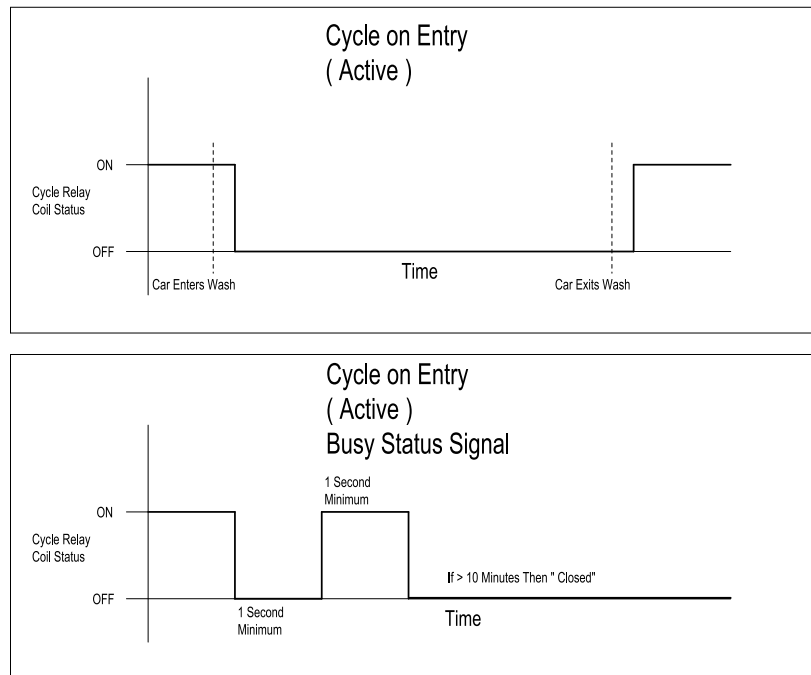 Cycle on Entry
( Active )
ON
Cycle Relay
Coil Status
OFF
Time
Car Enters Wash
Car Exits Wash
Cycle on Entry
( Active )
Busy Status Signal
1 Second
Minimum
ON
Cycle Relay
Coil Status
If > 10 Minutes Then " Closed"
OFF
1 Second
Minimum
Time